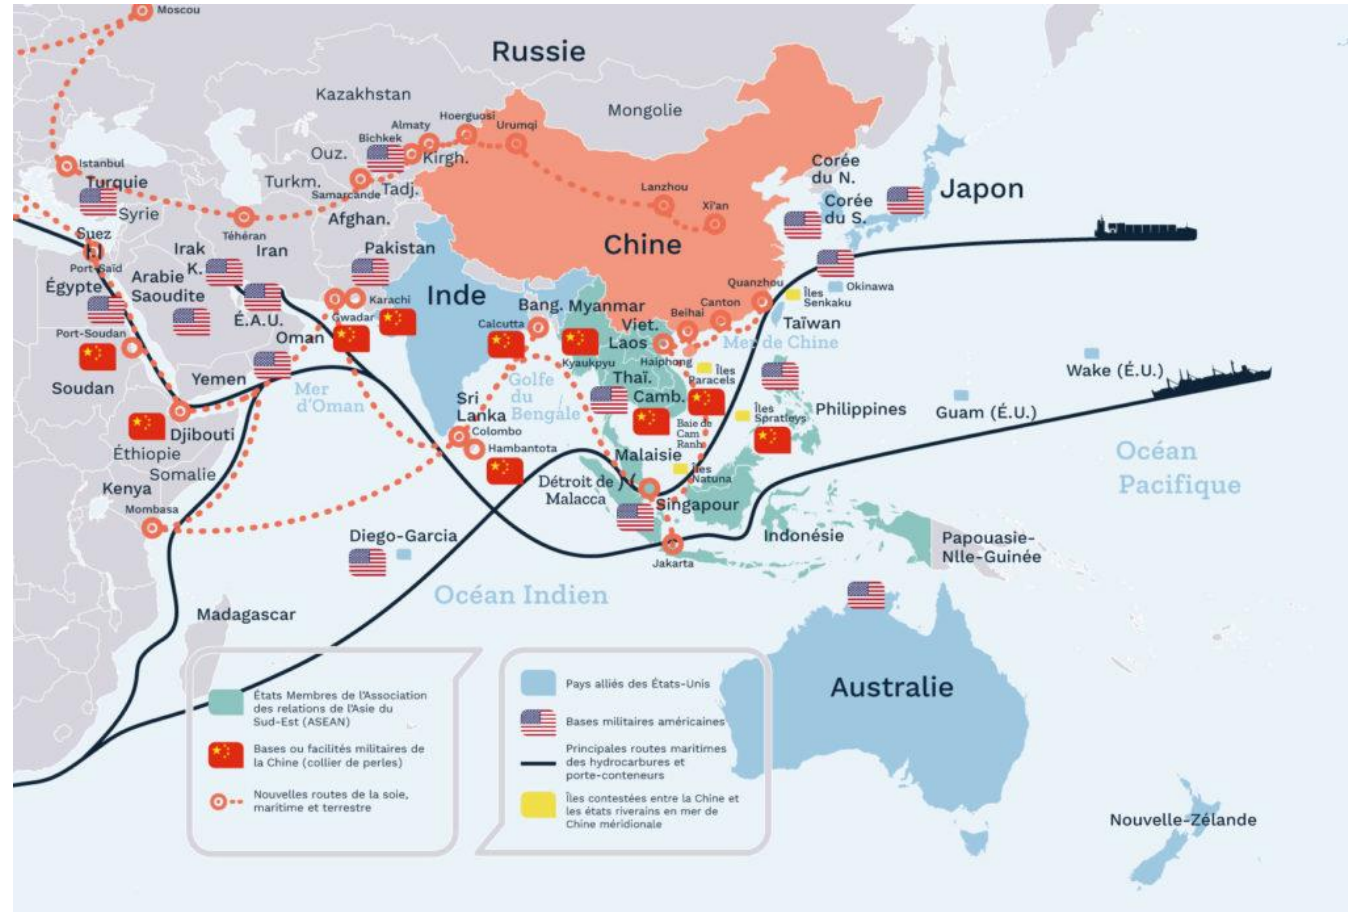 Moscou
Russie
Kazakhstan
Mongolie
Hoerguosi
Almaty
Urumqi
Bichkek
Ouz.
Kirgh.
Istanbul
Turquie
Turkm.
Samarcande
Tadj.
Lanzhou
Xi'an
Corée
du N.
Japon
Corée
du S.
Syrie
Afghan.
Téhéran
Suez
Irak
Iran
K.
Pakistan
Chine
Port-Saïd
Arabie
Saoudite
Égypte
É.A.U.
Karachi
Gwadar
Inde
Bang.
Myanmar
Quanzhou
Okinawa
Îles
Senkaku
Canton
Beihai
Taïwan
Port-Soudan
Oman
Calcutta
Viet.
Laos
Mer de Chine
Haiphong
Kyaukpyu
Soudan
Yemen
Mer
d'Oman
Golfe
du
Bengale
Thaï.
Îles
Paracels
Camb.
Wake (É.U.)
Sri
Lanka
Colombo
Baie de
Cam
Ranh
Îles
Spratleys
Philippines
Guam (É.U.)
Djibouti
Éthiopie
Hambantota
Malaisie
Océan
Pacifique
Somalie
Kenya
Détroit de
Malacca
Îles
Natuna
Singapour
Mombasa
Diego-Garcia
Indonésie
Papouasie-
Nlle-Guinée
Jakarta
Océan Indien
Madagascar
Australie
Nouvelle-Zélande
États Membres de l'Association
des relations de l'Asie du
Sud-Est (ASEAN)
Bases ou facilités militaires de
la Chine (collier de perles)
Nouvelles routes de la soie,
maritime et terrestre
Pays alliés des États-Unis
Bases militaires américaines
Principales routes maritimes
des hydrocarbures et
porte-conteneurs
Îles contestées entre la Chine et
les états riverains en mer de
Chine méridionale